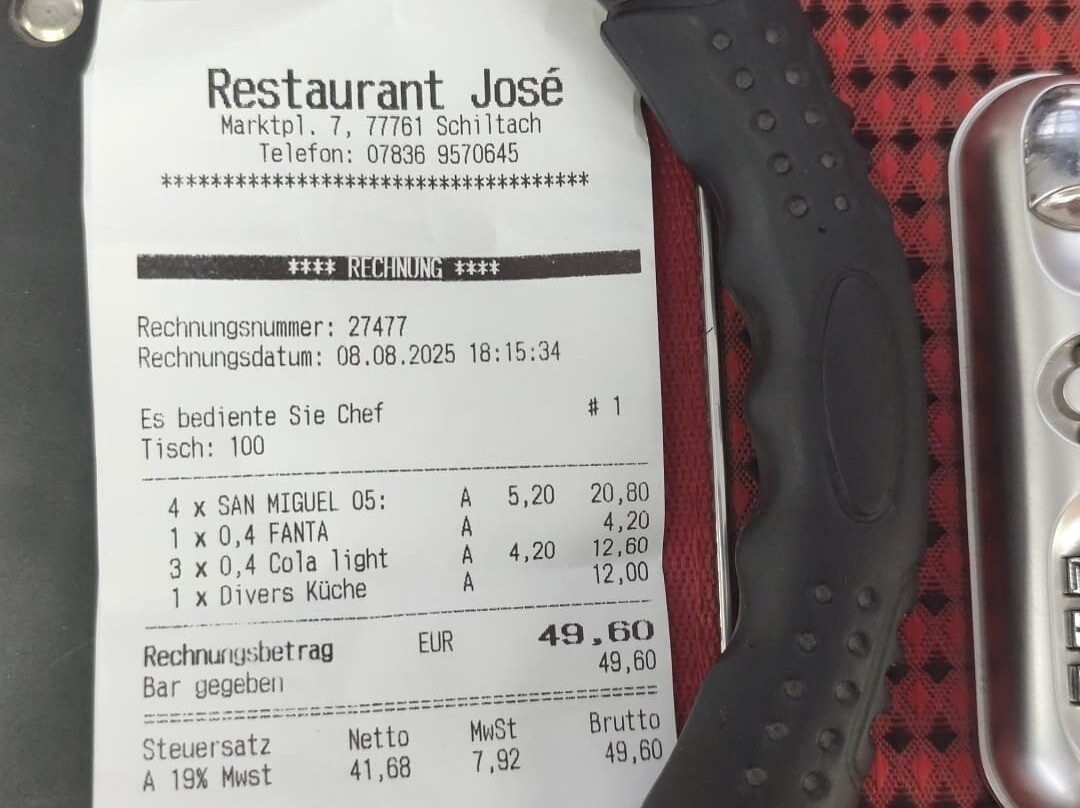 Restaurant José
Marktpl. 7, 77761 Schiltach
Telefon: 07836 9570645
***********************************
**** RECHNUNG ****
Rechnungsnummer: 27477
Rechnungsdatum: 08.08.2025 18:15:34
Es bediente Sie Chef # 1
Tisch: 100
4 x SAN MIGUEL 05: A 5,20 20,80
1 x 0,4 FANTA A 4,20
3 x 0,4 Cola light A 4,20 12,60
1 x Divers Küche A 12,00
Rechnungsbetrag EUR 49,60
Bar gegeben 49,60
Steuersatz Netto MwSt Brutto
A 19% Mwst 41,68 7,92 49,60